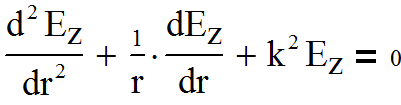 d² E_Z / dr² + 1/r · dE_Z / dr + k² E_Z = 0